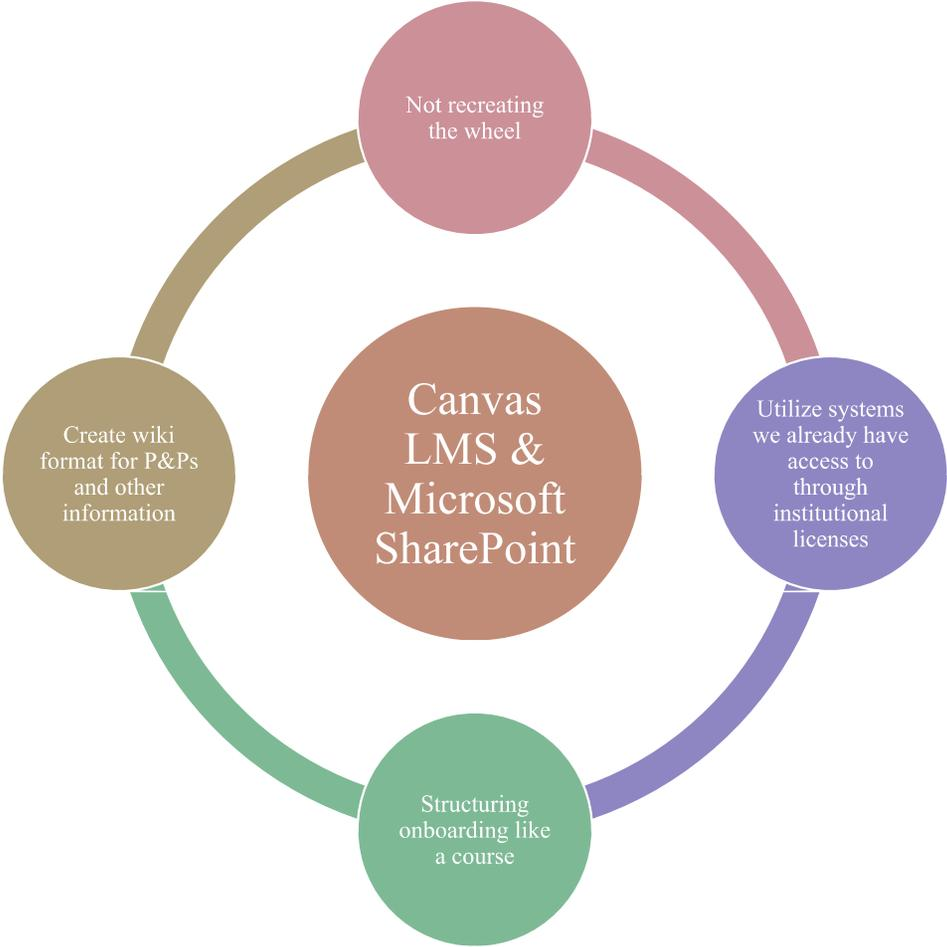 Not recreating
the wheel
Canvas
LMS &
Microsoft
SharePoint
Utilize systems
we already have
access to
through
institutional
licenses
Create wiki
format for P&Ps
and other
information
Structuring
onboarding like
a course